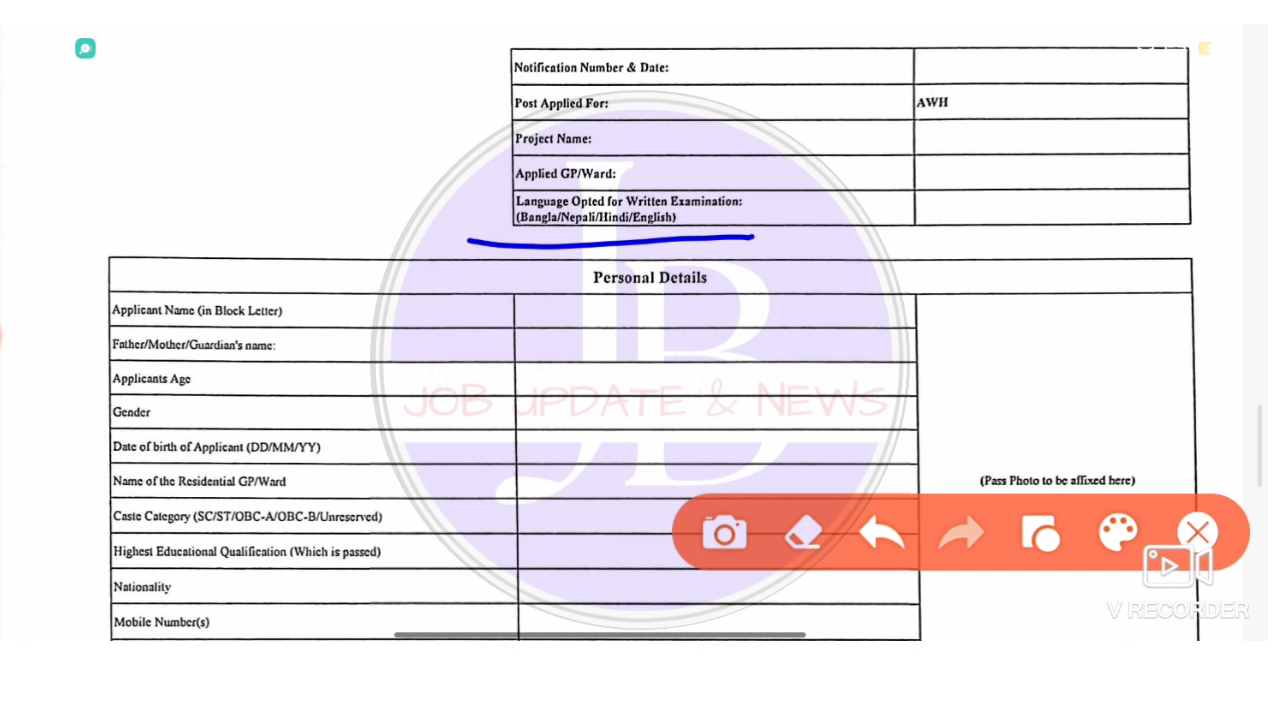 Notification Number & Date:
Post Applied For:
AWH
Project Name:
Applied GP/Ward:
Language Opted for Written Examination:
(Bangla/Nepali/Hindi/English)
Personal Details
Applicant Name (in Block Letter)
Father/Mother/Guardian's name:
Applicants Age
JOB UPDATE & NEWS
Gender
Date of birth of Applicant (DD/MM/YY)
Name of the Residential GP/Ward
(Pass Photo to be affixed here)
Caste Category (SC/ST/OBC-A/OBC-B/Unreserved)
Highest Educational Qualification (Which is passed)
Nationality
V RECORDER
Mobile Number(s)